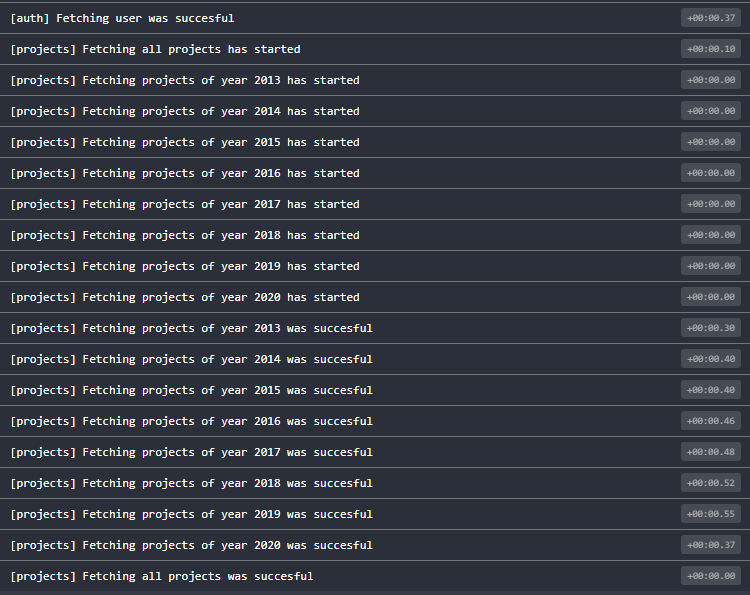 [auth] Fetching user was succesful +00:00.37
[projects] Fetching all projects has started +00:00.10
[projects] Fetching projects of year 2013 has started +00:00.00
[projects] Fetching projects of year 2014 has started +00:00.00
[projects] Fetching projects of year 2015 has started +00:00.00
[projects] Fetching projects of year 2016 has started +00:00.00
[projects] Fetching projects of year 2017 has started +00:00.00
[projects] Fetching projects of year 2018 has started +00:00.00
[projects] Fetching projects of year 2019 has started +00:00.00
[projects] Fetching projects of year 2020 has started +00:00.00
[projects] Fetching projects of year 2013 was succesful +00:00.30
[projects] Fetching projects of year 2014 was succesful +00:00.40
[projects] Fetching projects of year 2015 was succesful +00:00.40
[projects] Fetching projects of year 2016 was succesful +00:00.46
[projects] Fetching projects of year 2017 was succesful +00:00.48
[projects] Fetching projects of year 2018 was succesful +00:00.52
[projects] Fetching projects of year 2019 was succesful +00:00.55
[projects] Fetching projects of year 2020 was succesful +00:00.37
[projects] Fetching all projects was succesful +00:00.00